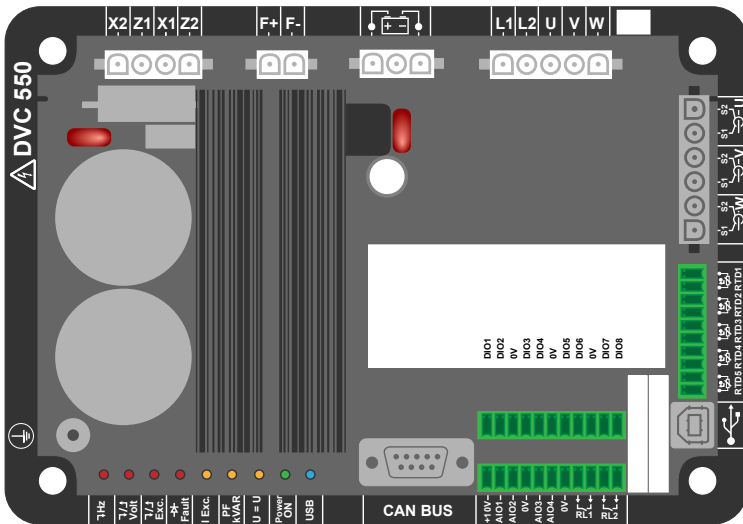 X2 Z1 X1 Z2
F+ F-
+ -
L1 L2 U V W
DVC 550
S2 S1 U
S2 S1 V
S2 S1 W
RTD1
RTD2
RTD3
RTD4
RTD5
DIO1
DIO2
0V
DIO3
DIO4
0V
DIO5
DIO6
0V
DIO7
DIO8
Hz
Volt
Exc.
Fault
I Exc.
PF
kVAR
U = U
Power
ON
USB
CAN BUS
+10V
AIO1
AIO2
0V
AIO3
AIO4
0V
RL1
RL2